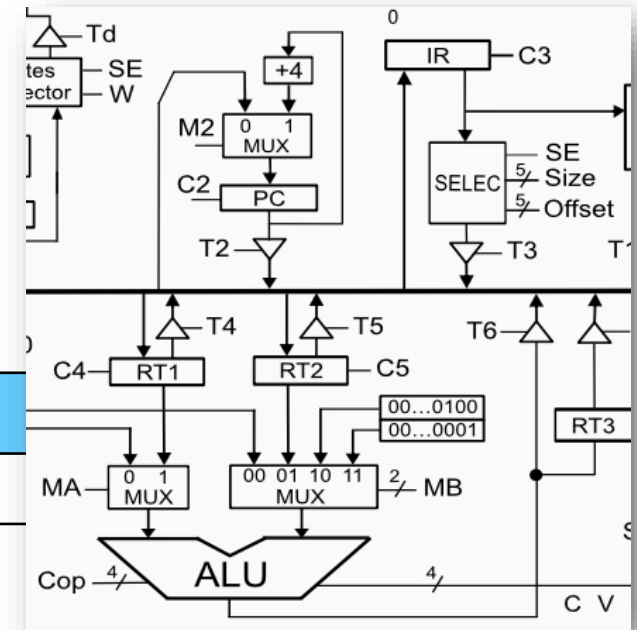 0
Td
+4
IR
C3
tes
ector
SE
W
M2
0 1
MUX
SE
C2
PC
SELEC
5 Size
5 Offset
T2
T3
T1
T4
T5
T6
C4
RT1
RT2
C5
00...0100
00...0001
RT3
MA
0 1
MUX
00 01 10 11
MUX
2
MB
Cop
4
ALU
4
C V